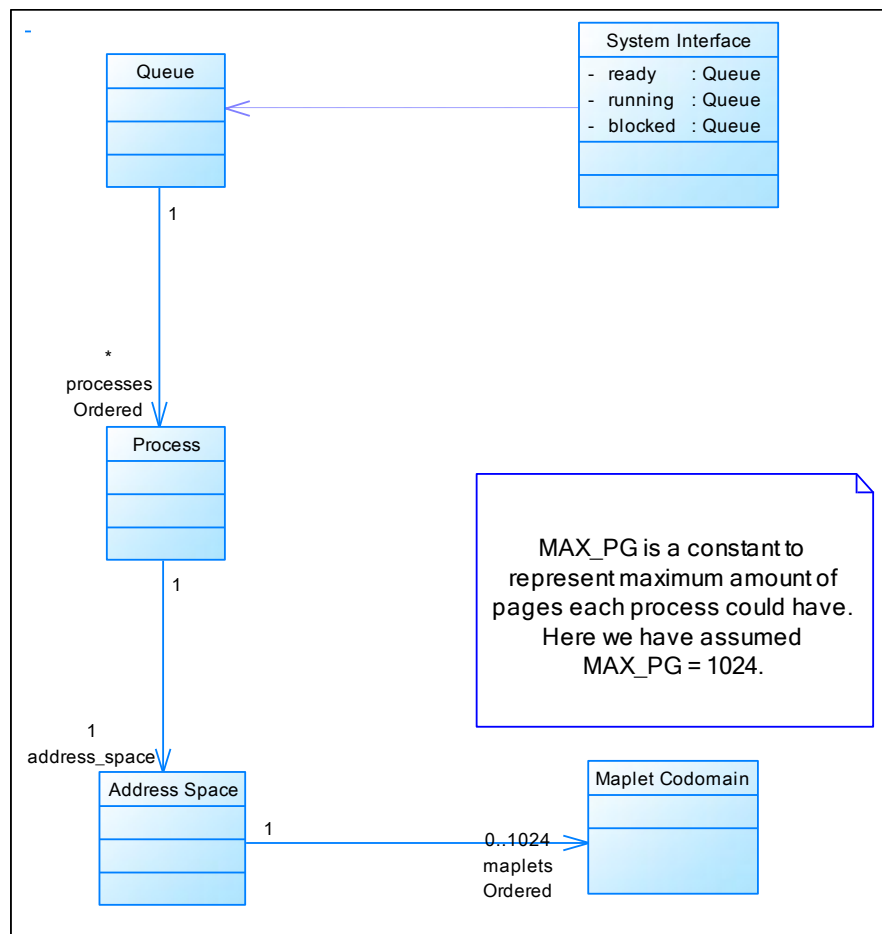 -
Queue
System Interface
- ready : Queue
- running : Queue
- blocked : Queue
1
*
processes
Ordered
Process
1
MAX_PG is a constant to
represent maximum amount of
pages each process could have.
Here we have assumed
MAX_PG = 1024.
1
address_space
Address Space
1
0..1024
maplets
Ordered
Maplet Codomain